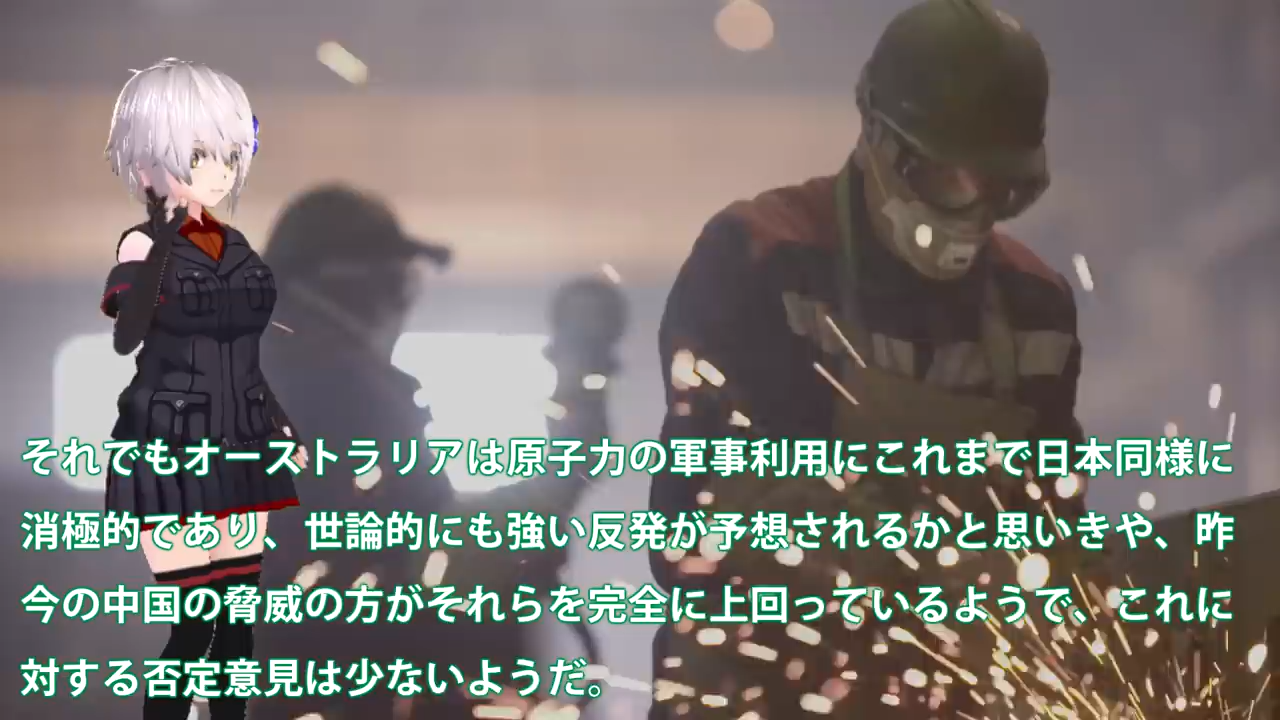 それでもオーストラリアは原子力の軍事利用にこれまで日本同様に
消極的であり、世論的にも強い反発が予想されるかと思いきや、昨
今の中国の脅威の方がそれらを完全に上回っているようで、これに
対する否定意見は少ないようだ。